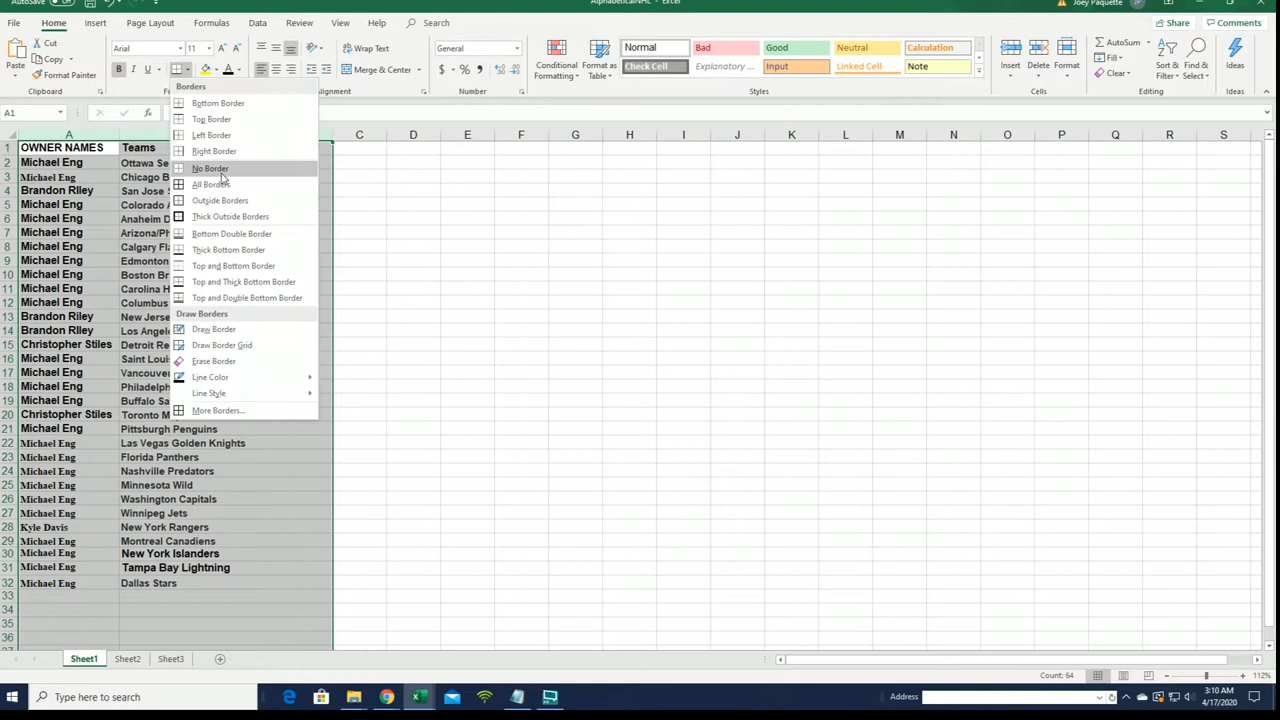 AutoSave Off AlphabeticalNHL - Excel Joey Paquette
File Home Insert Page Layout Formulas Data Review View Help Search Share Comments
Paste Cut Copy Format Painter Clipboard
Arial 11 B I U
Wrap Text Merge & Center
General $ % Number
Conditional Formatting Format as Table
Normal Bad Good Neutral Calculation
Check Cell Explanatory ... Input Linked Cell Note
Styles
Insert Delete Format Cells
AutoSum Fill Clear Sort & Filter Find & Select Editing
Ideas Ideas
A1 fx
Borders
Bottom Border
Top Border
Left Border
Right Border
No Border
All Borders
Outside Borders
Thick Outside Borders
Bottom Double Border
Thick Bottom Border
Top and Bottom Border
Top and Thick Bottom Border
Top and Double Bottom Border
Draw Borders
Draw Border
Draw Border Grid
Erase Border
Line Color
Line Style
More Borders...
A C D E F G H I J K L M N O P Q R S
1 OWNER NAMES Teams
2 Michael Eng Ottawa Se
3 Michael Eng Chicago B
4 Brandon RIley San Jose
5 Michael Eng Colorado
6 Michael Eng Anaheim D
7 Michael Eng Arizona/Ph
8 Michael Eng Calgary Fla
9 Michael Eng Edmonton
10 Michael Eng Boston Br
11 Michael Eng Carolina H
12 Michael Eng Columbus
13 Brandon RIley New Jerse
14 Brandon RIley Los Angele
15 Christopher Stiles Detroit Re
16 Michael Eng Saint Loui
17 Michael Eng Vancouver
18 Michael Eng Philadelph
19 Michael Eng Buffalo Sa
20 Christopher Stiles Toronto M
21 Michael Eng Pittsburgh Penguins
22 Michael Eng Las Vegas Golden Knights
23 Michael Eng Florida Panthers
24 Michael Eng Nashville Predators
25 Michael Eng Minnesota Wild
26 Michael Eng Washington Capitals
27 Michael Eng Winnipeg Jets
28 Kyle Davis New York Rangers
29 Michael Eng Montreal Canadiens
30 Michael Eng New York Islanders
31 Michael Eng Tampa Bay Lightning
32 Michael Eng Dallas Stars
33
34
35
36
Sheet1 Sheet2 Sheet3
Count: 64 112%
Type here to search Address 3:10 AM
4/17/2020